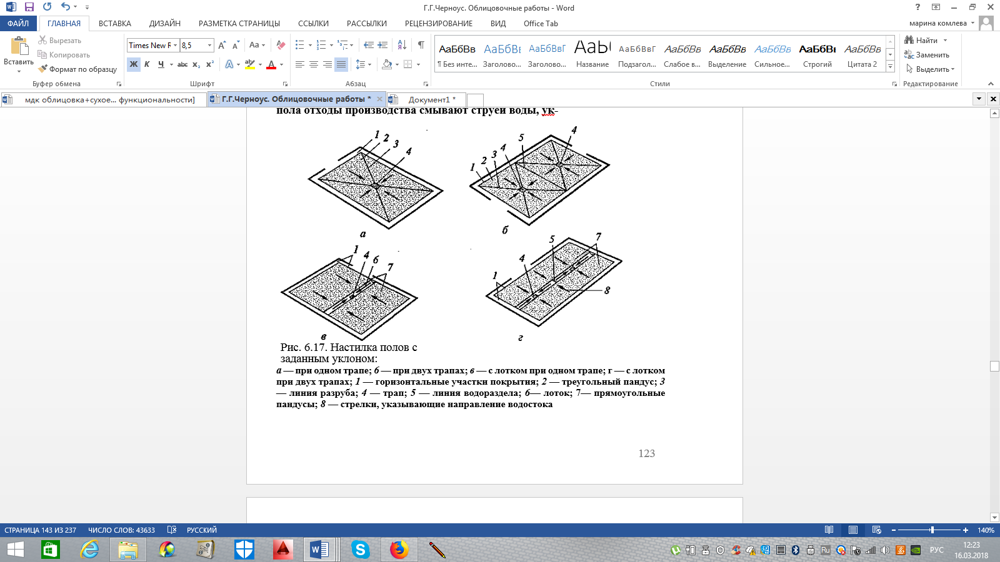 Г.Г.Черноус. Облицовочные работы - Word
ФАЙЛ ГЛАВНАЯ ВСТАВКА ДИЗАЙН РАЗМЕТКА СТРАНИЦЫ ССЫЛКИ РАССЫЛКИ РЕЦЕНЗИРОВАНИЕ ВИД Office Tab марина комлева
Вставить
Вырезать
Копировать
Формат по образцу
Буфер обмена
Times New R 8,5
Шрифт
Абзац
АаБбВв АаБбВ АаБбВвГ АаБ АаБбВвГ АаБбВв АаБбВв АаБбВв АаБбВв АаБбВв
¶ Без инте... Заголово... Заголово... Название Подзагол... Слабое в... Выделение Сильное... Строгий Цитата 2
Стили
Найти
Заменить
Выделить
Редактирование
мдк облицовка+сухое... функциональности]
Г.Г.Черноус. Облицовочные работы *
Документ1 *
пола отходы производства смывают струей воды, ук-
1 2 3 4
а
1 2 3 4 5 4
б
1 4 6 7
в
1 4 5 7 8
г
Рис. 6.17. Настилка полов с
заданным уклоном:
а — при одном трапе; б — при двух трапах; в — с лотком при одном трапе; г — с лотком
при двух трапах; 1 — горизонтальные участки покрытия; 2 — треугольный пандус; 3
— линия разруба; 4 — трап; 5 — линия водораздела; 6— лоток; 7— прямоугольные
пандусы; 8 — стрелки, указывающие направление водостока
123
СТРАНИЦА 143 ИЗ 237 ЧИСЛО СЛОВ: 43633 РУССКИЙ 140%
РУС
12:23
16.03.2018